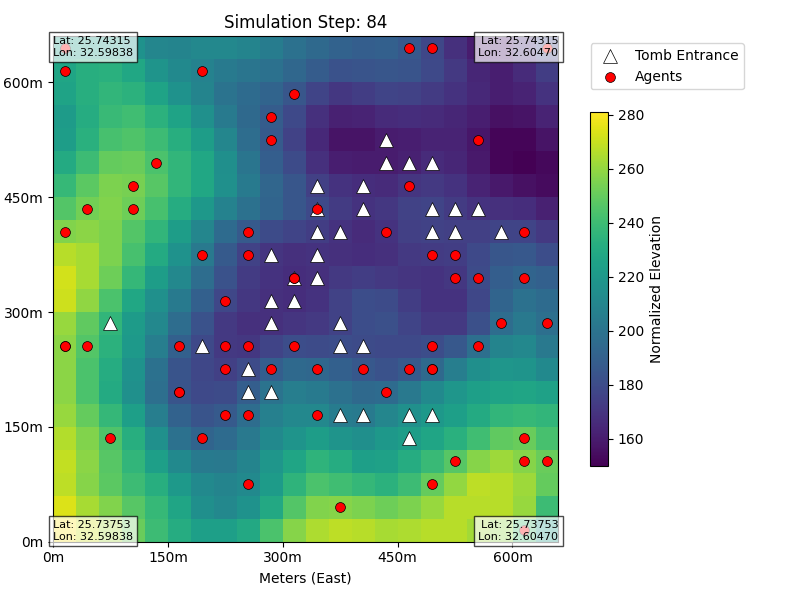 Simulation Step: 84
Lat: 25.74315
Lon: 32.59838
Lat: 25.74315
Lon: 32.60470
Tomb Entrance
Agents
600m
450m
300m
150m
0m
Lat: 25.73753
Lon: 32.59838
Lat: 25.73753
Lon: 32.60470
0m
150m
300m
450m
600m
Meters (East)
280
260
240
220
200
180
160
Normalized Elevation